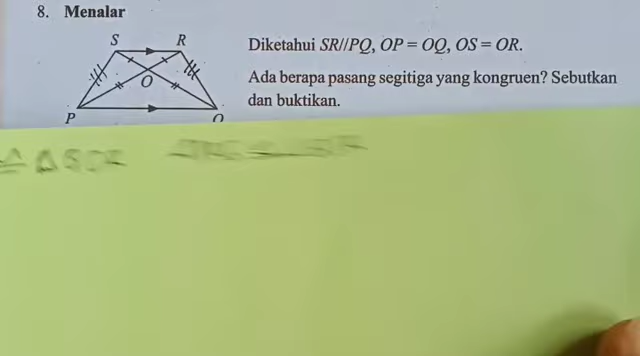 8. Menalar
S R
Diketahui SR//PQ, OP = OQ, OS = OR.
O
Ada berapa pasang segitiga yang kongruen? Sebutkan
dan buktikan.
P